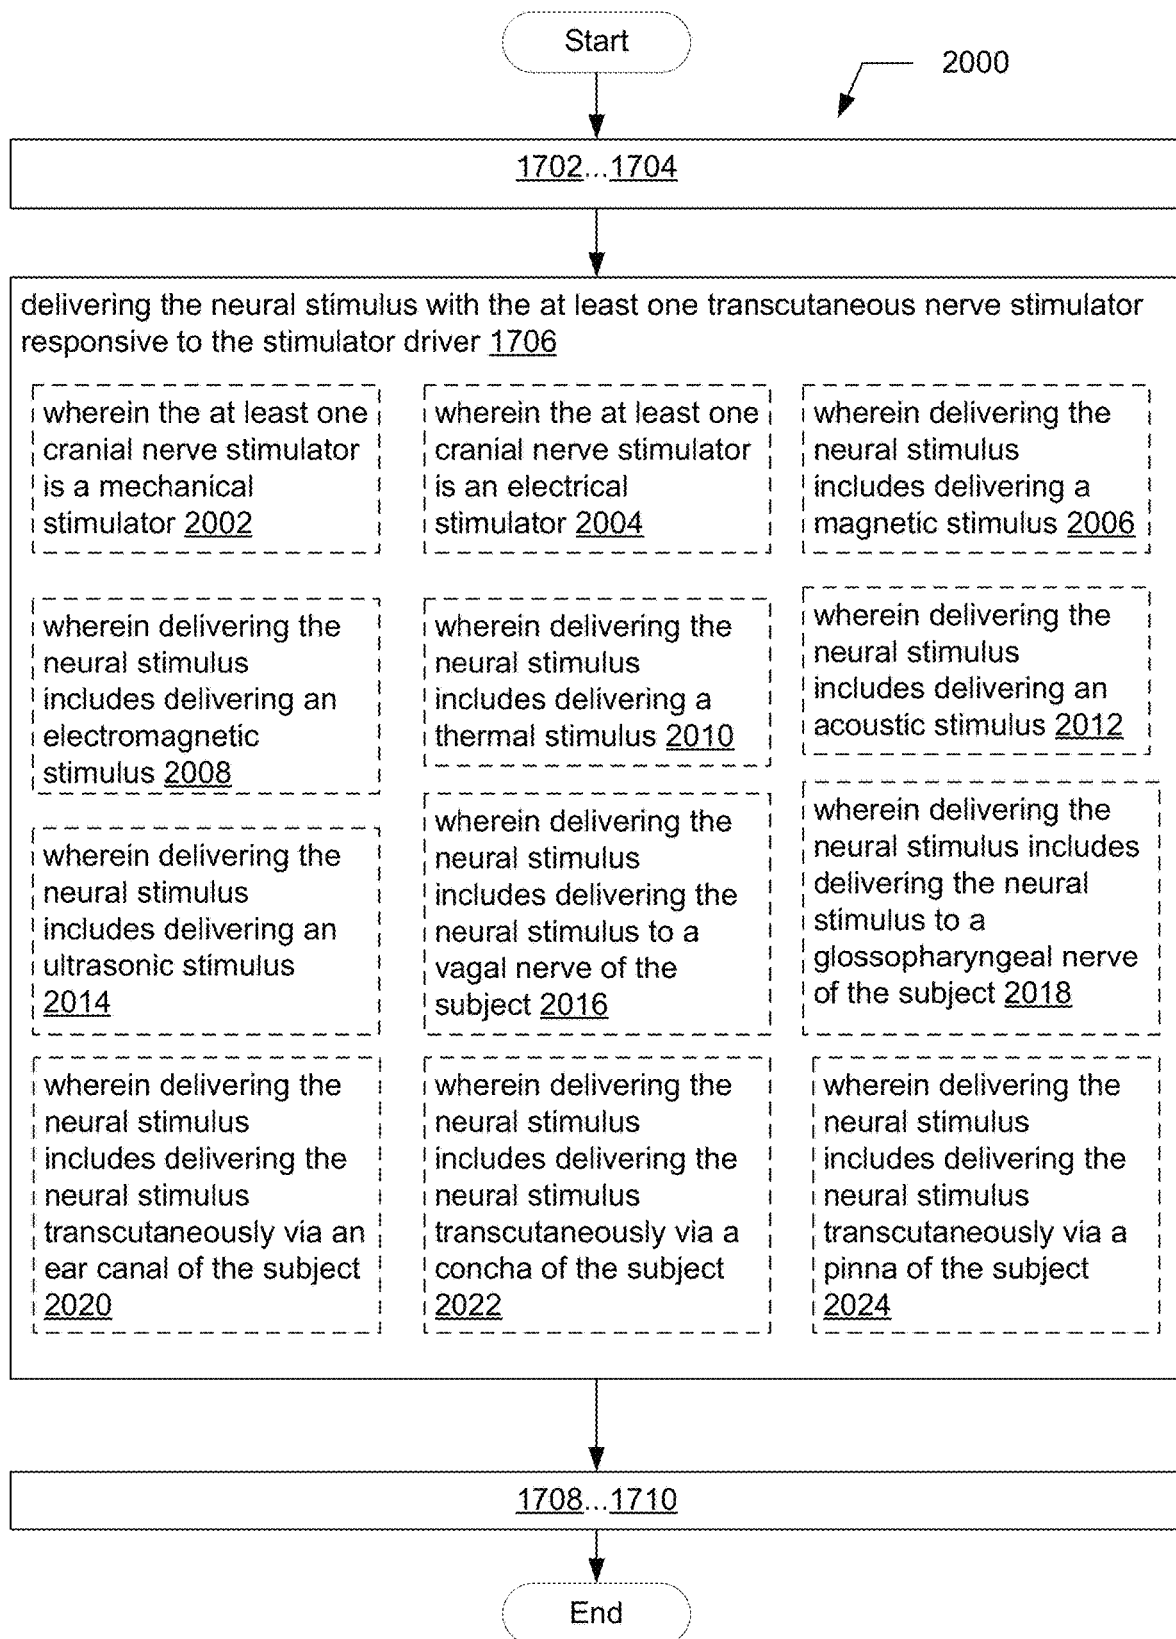 Start
2000
1702...1704
delivering the neural stimulus with the at least one transcutaneous nerve stimulator
responsive to the stimulator driver 1706
wherein the at least one
cranial nerve stimulator
is a mechanical
stimulator 2002
wherein the at least one
cranial nerve stimulator
is an electrical
stimulator 2004
wherein delivering the
neural stimulus
includes delivering a
magnetic stimulus 2006
wherein delivering the
neural stimulus
includes delivering an
electromagnetic
stimulus 2008
wherein delivering the
neural stimulus
includes delivering a
thermal stimulus 2010
wherein delivering the
neural stimulus
includes delivering an
acoustic stimulus 2012
wherein delivering the
neural stimulus
includes delivering an
ultrasonic stimulus
2014
wherein delivering the
neural stimulus
includes delivering the
neural stimulus to a
vagal nerve of the
subject 2016
wherein delivering the
neural stimulus includes
delivering the neural
stimulus to a
glossopharyngeal nerve
of the subject 2018
wherein delivering the
neural stimulus
includes delivering the
neural stimulus
transcutaneously via an
ear canal of the subject
2020
wherein delivering the
neural stimulus
includes delivering the
neural stimulus
transcutaneously via a
concha of the subject
2022
wherein delivering the
neural stimulus
includes delivering the
neural stimulus
transcutaneously via a
pinna of the subject
2024
1708...1710
End